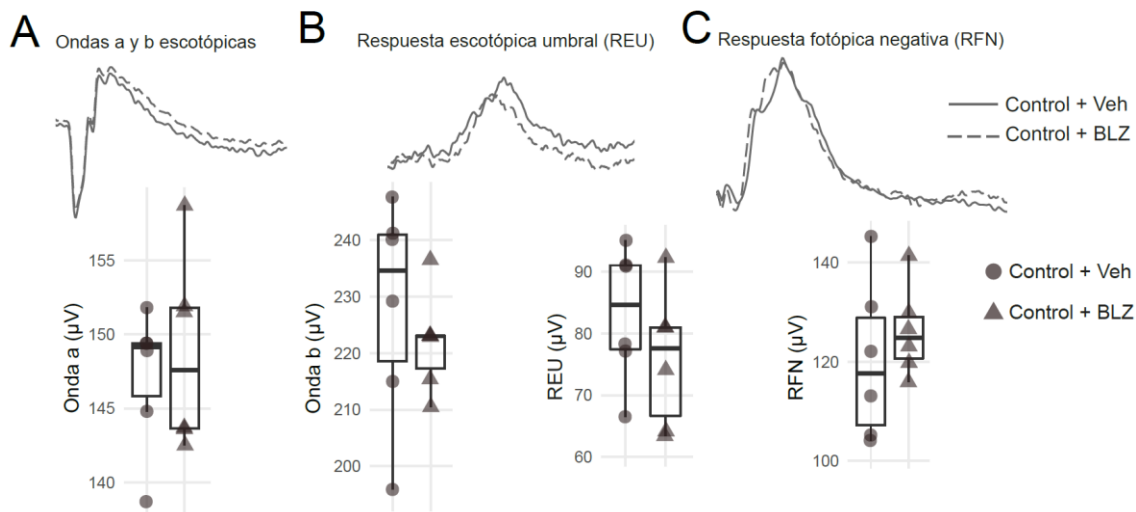 A
Ondas a y b escotópicas
B
Respuesta escotópica umbral (REU)
C
Respuesta fotópica negativa (RFN)
Control + Veh
Control + BLZ
Onda a (µV)
155
150
145
140
Onda b (µV)
240
230
220
210
200
REU (µV)
90
80
70
60
RFN (µV)
140
120
100
Control + Veh
Control + BLZ